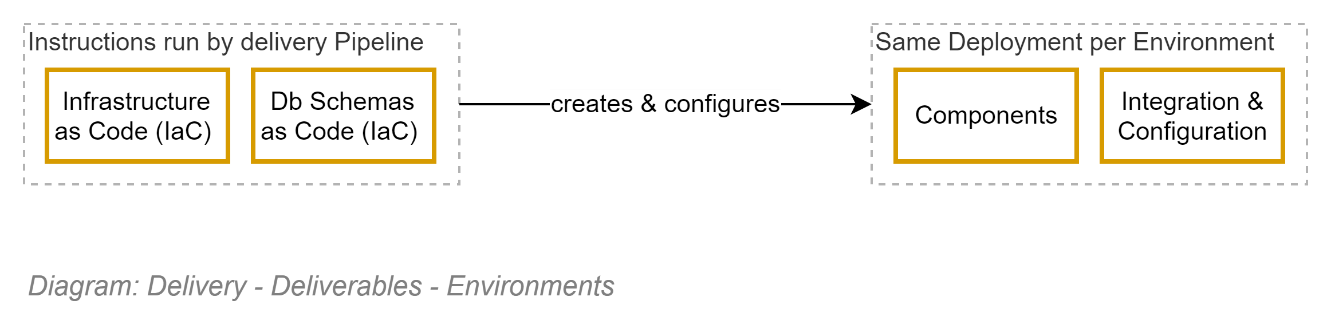 Instructions run by delivery Pipeline
Infrastructure
as Code (IaC)
Db Schemas
as Code (IaC)
creates & configures
Same Deployment per Environment
Components
Integration &
Configuration
Diagram: Delivery - Deliverables - Environments